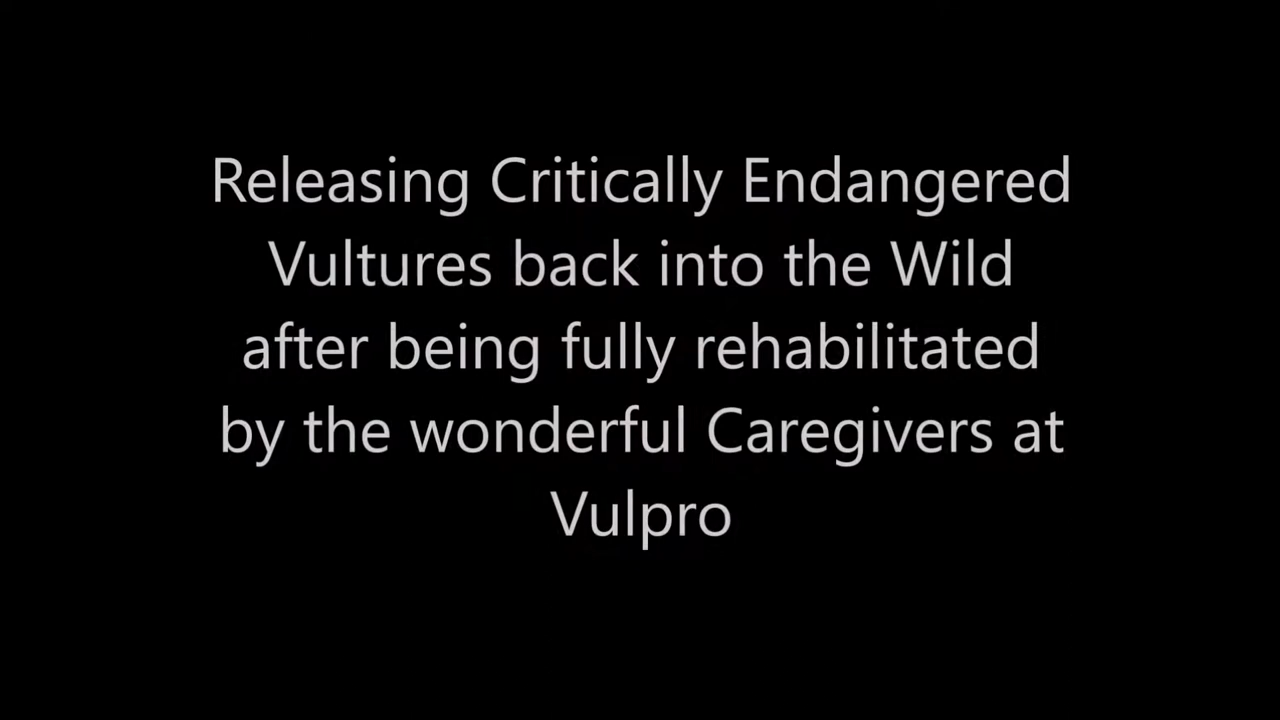 Releasing Critically Endangered
Vultures back into the Wild
after being fully rehabilitated
by the wonderful Caregivers at
Vulpro